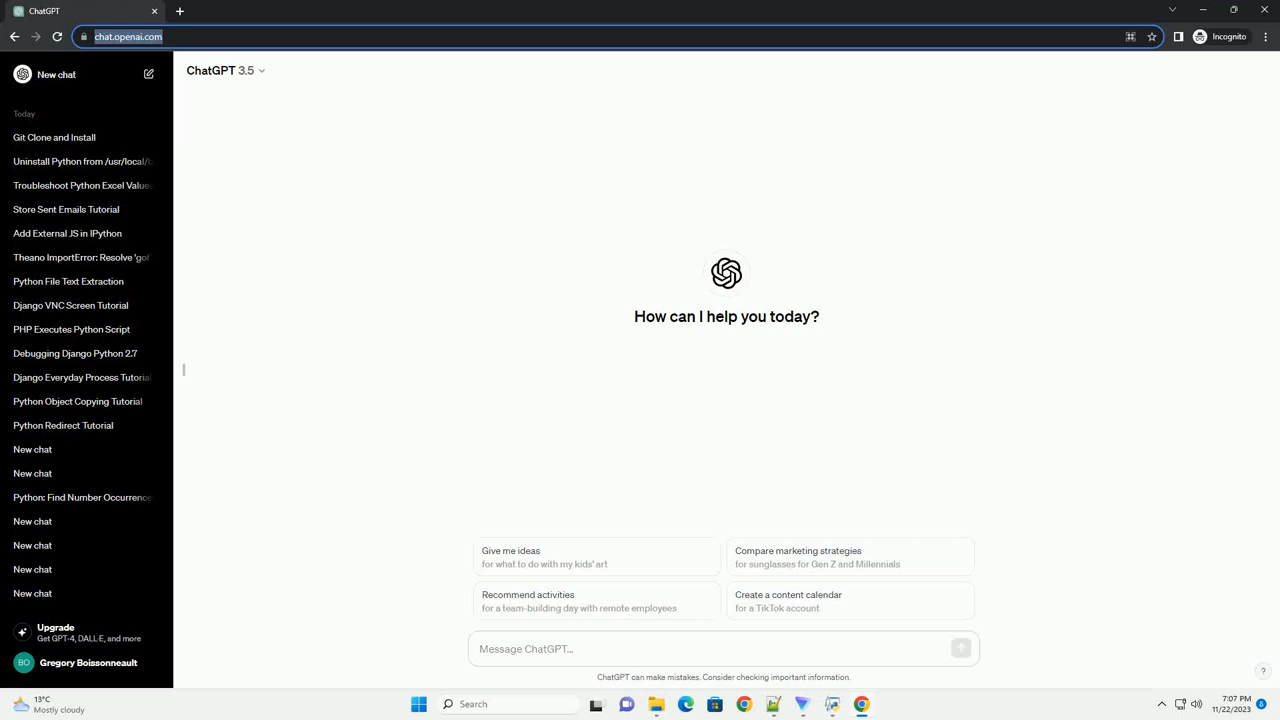 ChatGPT
chat.openai.com
Incognito
New chat
ChatGPT 3.5
Today
Git Clone and Install
Uninstall Python from /usr/local/b
Troubleshoot Python Excel Values
Store Sent Emails Tutorial
Add External JS in IPython
Theano ImportError: Resolve 'gof'
Python File Text Extraction
Django VNC Screen Tutorial
PHP Executes Python Script
Debugging Django Python 2.7
Django Everyday Process Tutorial
Python Object Copying Tutorial
Python Redirect Tutorial
New chat
New chat
Python: Find Number Occurrence
New chat
New chat
New chat
New chat
Upgrade
Get GPT-4, DALL·E, and more
BO Gregory Boissonneault
How can I help you today?
Give me ideas
for what to do with my kids' art
Compare marketing strategies
for sunglasses for Gen Z and Millennials
Recommend activities
for a team-building day with remote employees
Create a content calendar
for a TikTok account
Message ChatGPT...
ChatGPT can make mistakes. Consider checking important information.
?
13°C
Mostly cloudy
Search
7:07 PM
11/22/2023
6